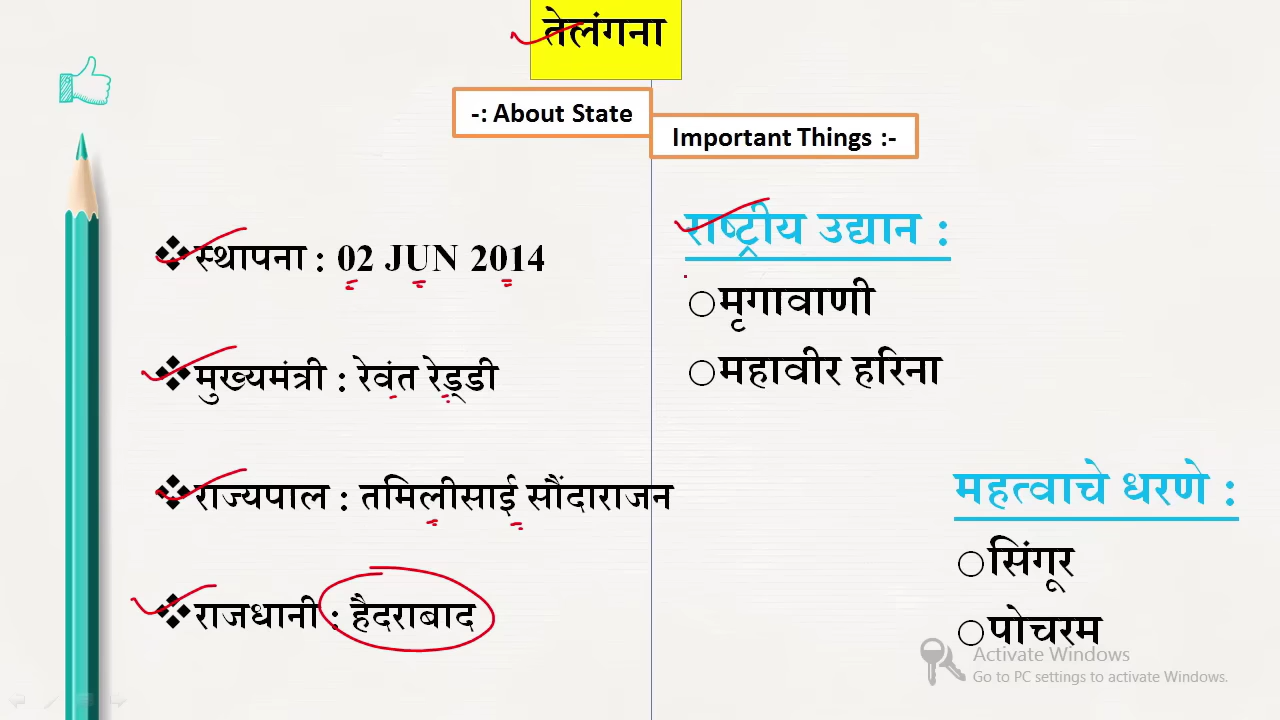 तेलंगना
-: About State
Important Things :-
स्थापना : 02 JUN 2014
मुख्यमंत्री : रेवंत रेड्डी
राज्यपाल : तमिलीसाई सौंदाराजन
राजधानी : हैदराबाद
राष्ट्रीय उद्यान :
मृगावाणी
महावीर हरिना
महत्वाचे धरणे :
सिंगूर
पोचरम
Activate Windows
Go to PC settings to activate Windows.